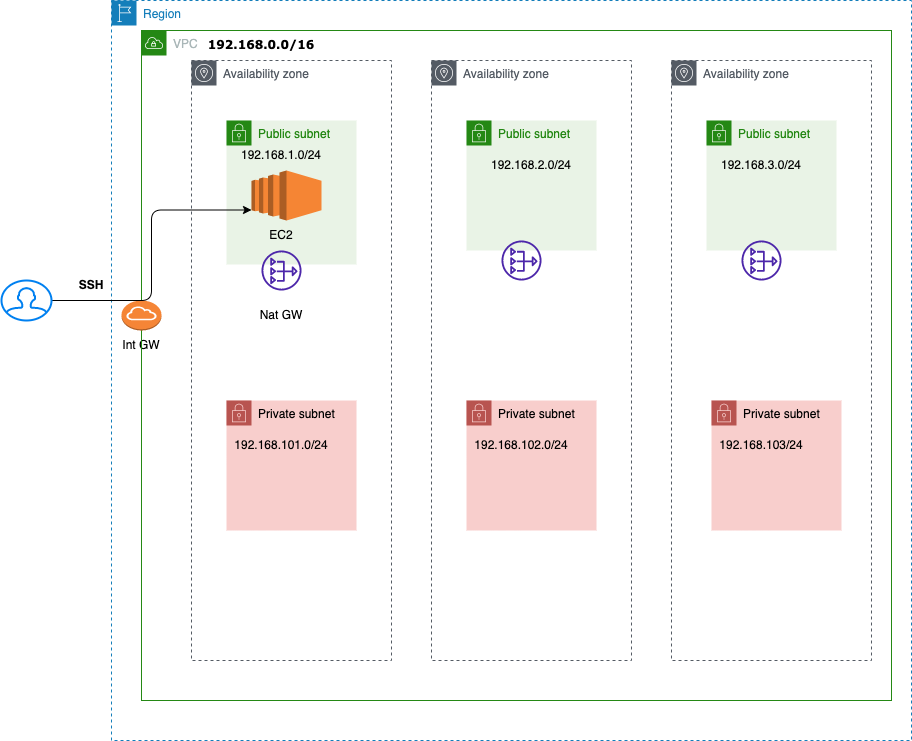 Region
VPC 192.168.0.0/16
Availability zone
Availability zone
Availability zone
Public subnet
192.168.1.0/24
EC2
Nat GW
Public subnet
192.168.2.0/24
Public subnet
192.168.3.0/24
SSH
Int GW
Private subnet
192.168.101.0/24
Private subnet
192.168.102.0/24
Private subnet
192.168.103/24